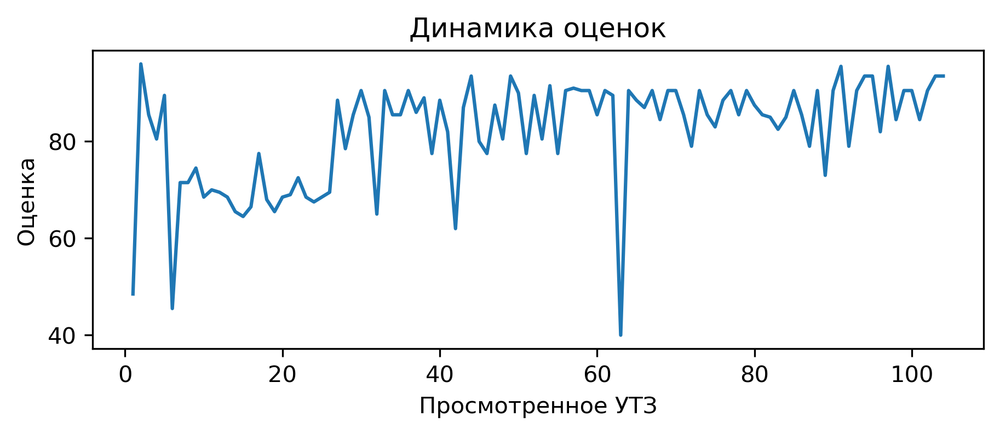 Динамика оценок
Оценка
80
60
40
0 20 40 60 80 100
Просмотренное УТЗ